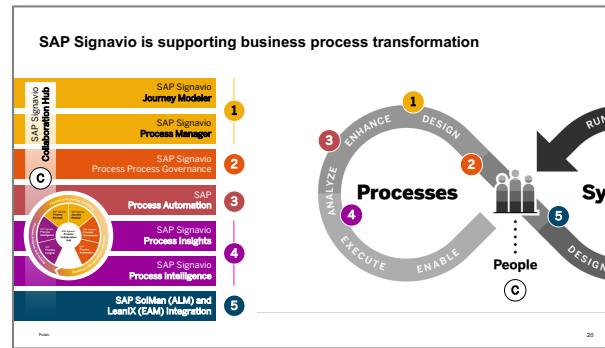 SAP Signavio is supporting business process transformation
SAP Signavio
Collaboration Hub
C
SAP Signavio
Journey Modeler
SAP Signavio
Process Manager
1
SAP Signavio
Process Process Governance
2
SAP
Process Automation
3
SAP Signavio
Process Insights
SAP Signavio
Process Intelligence
4
SAP SolMan (ALM) and
LeanIX (EAM) Integration
5
1
ENHANCE
DESIGN
3
2
ANALYZE
Processes
4
EXECUTE
ENABLE
People
C
RUN
Sy
5
DESIGN
Public
20